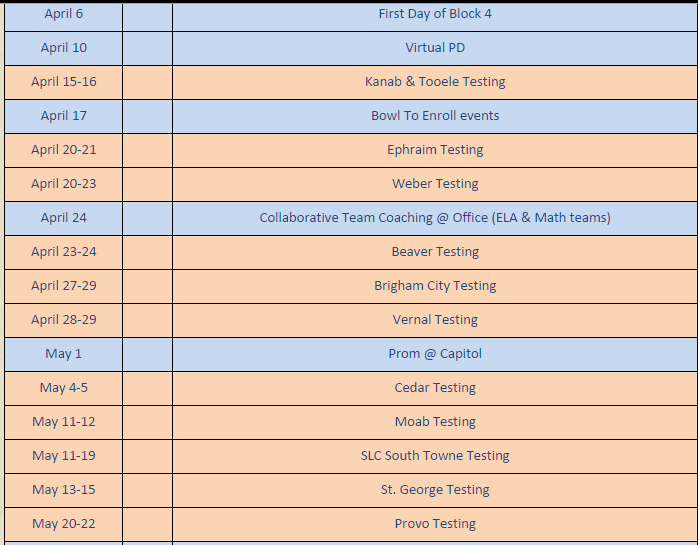 April 6 First Day of Block 4
April 10 Virtual PD
April 15-16 Kanab & Tooele Testing
April 17 Bowl To Enroll events
April 20-21 Ephraim Testing
April 20-23 Weber Testing
April 24 Collaborative Team Coaching @ Office (ELA & Math teams)
April 23-24 Beaver Testing
April 27-29 Brigham City Testing
April 28-29 Vernal Testing
May 1 Prom @ Capitol
May 4-5 Cedar Testing
May 11-12 Moab Testing
May 11-19 SLC South Towne Testing
May 13-15 St. George Testing
May 20-22 Provo Testing